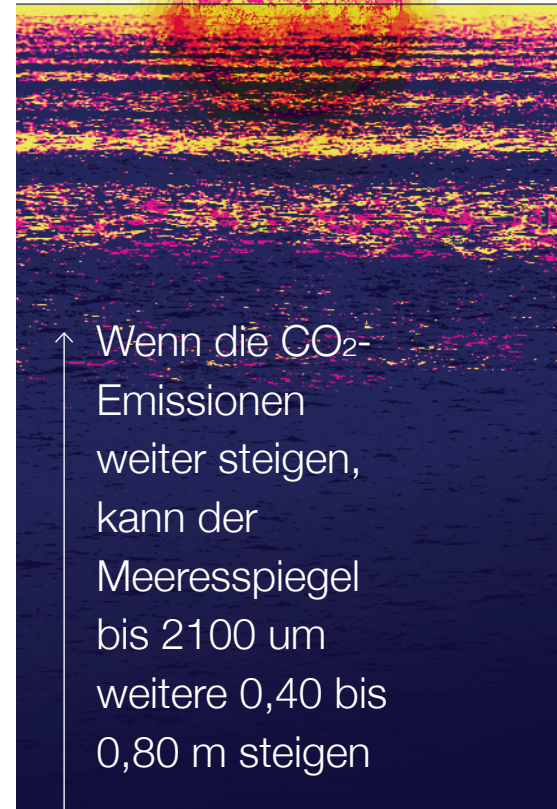 Wenn die CO₂-
Emissionen
weiter steigen,
kann der
Meeresspiegel
bis 2100 um
weitere 0,40 bis
0,80 m steigen